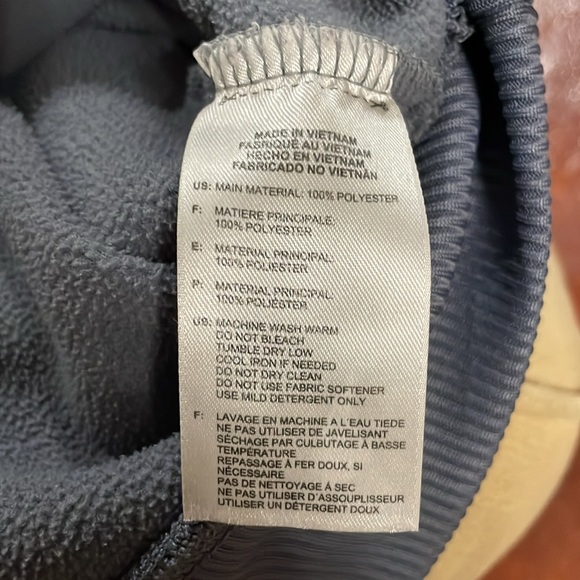 MADE IN VIETNAM
FABRIQUÉ AU VIETNAM
HECHO EN VIETNAM
FABRICADO NO VIETNÃN
US: MAIN MATERIAL: 100% POLYESTER
F: MATIERE PRINCIPALE:
100% POLYESTER
E: MATERIAL PRINCIPAL:
100% POLIESTER
P: MATERIAL PRINCIPAL:
100% POLIESTER
US: MACHINE WASH WARM
DO NOT BLEACH
TUMBLE DRY LOW
COOL IRON IF NEEDED
DO NOT DRY CLEAN
DO NOT USE FABRIC SOFTENER
USE MILD DETERGENT ONLY
F: LAVAGE EN MACHINE A L'EAU TIEDE
NE PAS UTILISER DE JAVELISANT
SÉCHAGE PAR CULBUTAGE À BASSE
TEMPÉRATURE
REPASSAGE À FER DOUX, SI
NÉCESSAIRE
PAS DE NETTOYAGE À SEC
NE PAS UTILISER D'ASSOUPLISSEUR
UTILISER UN DÉTERGENT DOUX